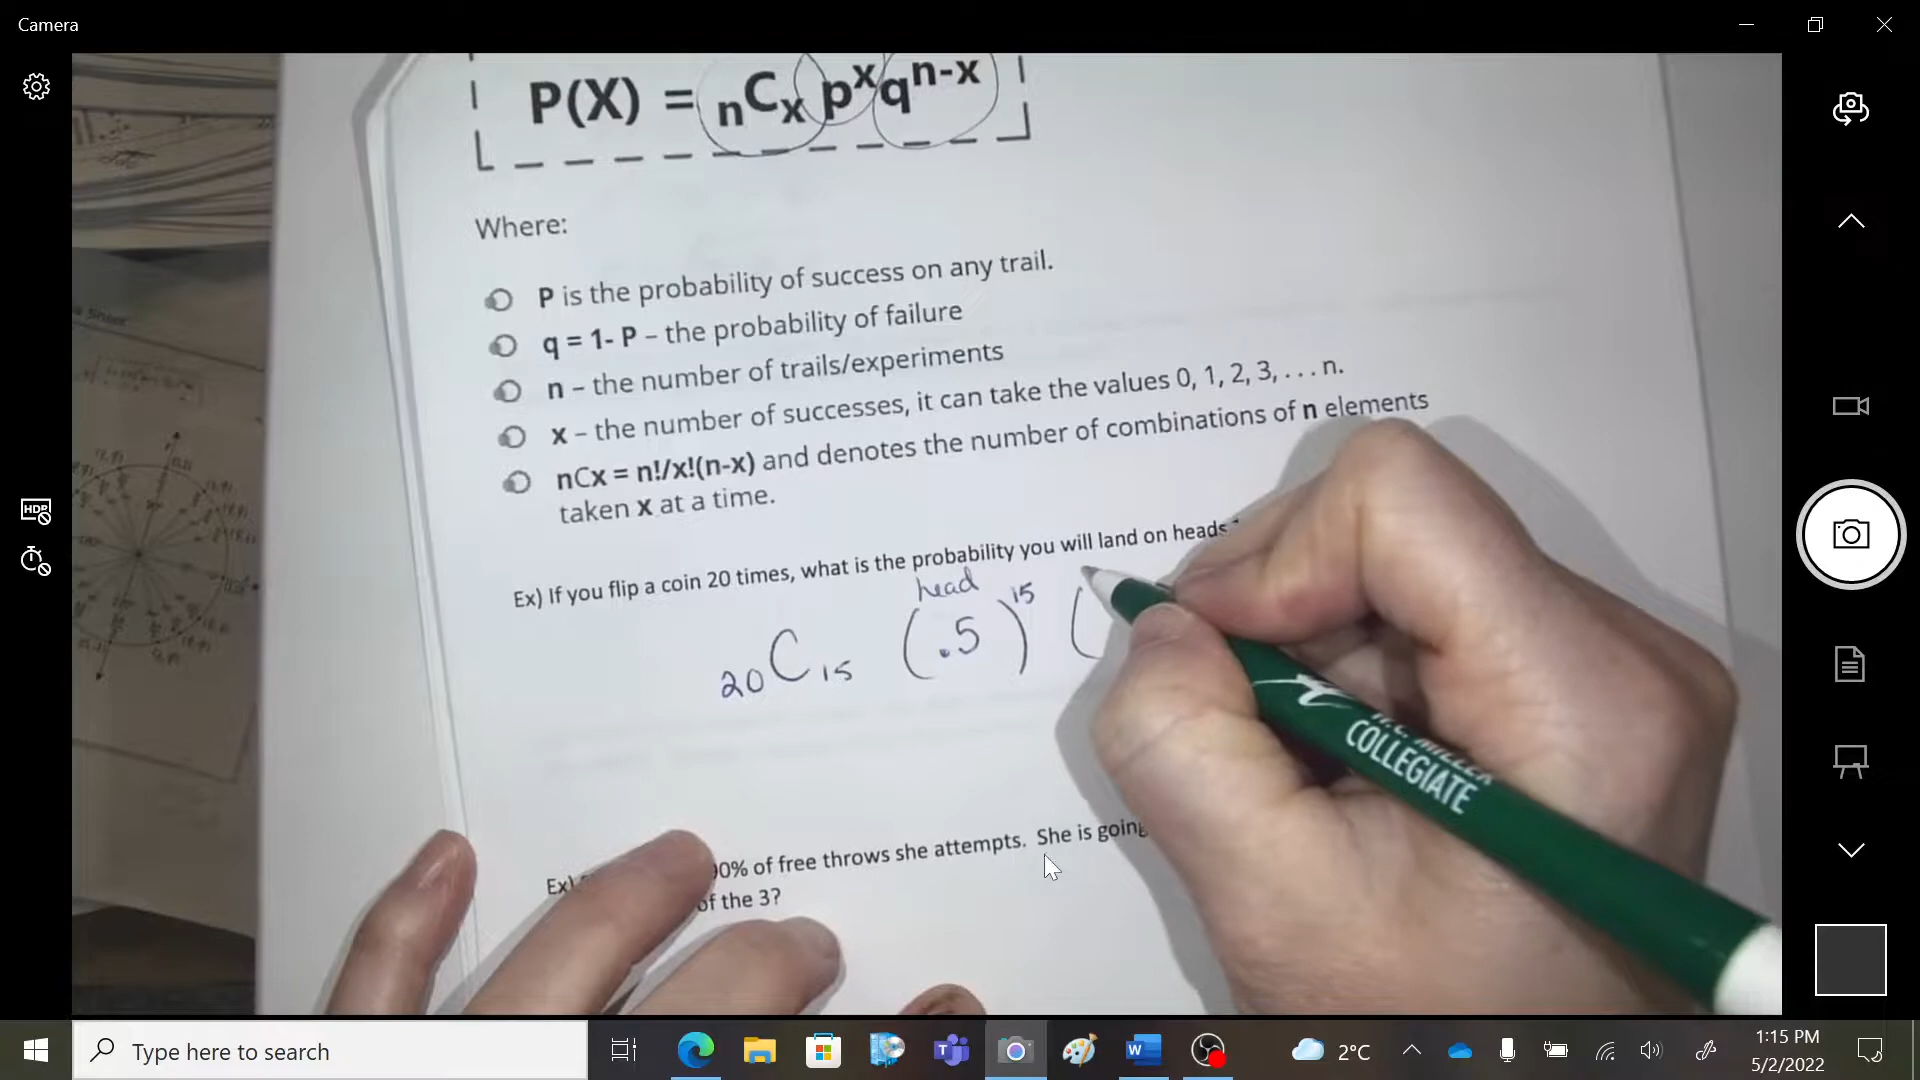 Camera
P(X) = nCx p^x q^n-x
Where:
P is the probability of success on any trail.
q = 1- P – the probability of failure
n – the number of trails/experiments
x – the number of successes, it can take the values 0, 1, 2, 3, . . . n.
nCx = n!/x!(n-x) and denotes the number of combinations of n elements
taken x at a time.
Ex) If you flip a coin 20 times, what is the probability you will land on heads
head
20C15 (.5)^15 (
COLLEGIATE
Ex) 90% of free throws she attempts. She is going
of the 3?
Type here to search
2°C
1:15 PM
5/2/2022